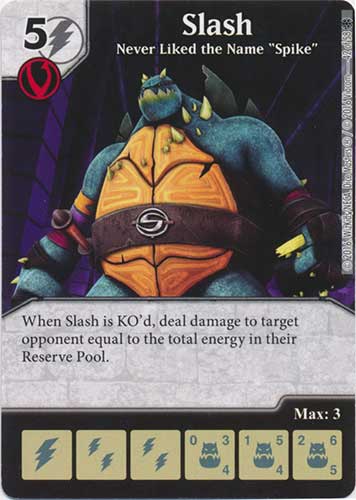 5
Slash
Never Liked the Name "Spike"
S
When Slash is KO'd, deal damage to target
opponent equal to the total energy in their
Reserve Pool.
Max: 3
0 3 4
1 5 4
2 6 5